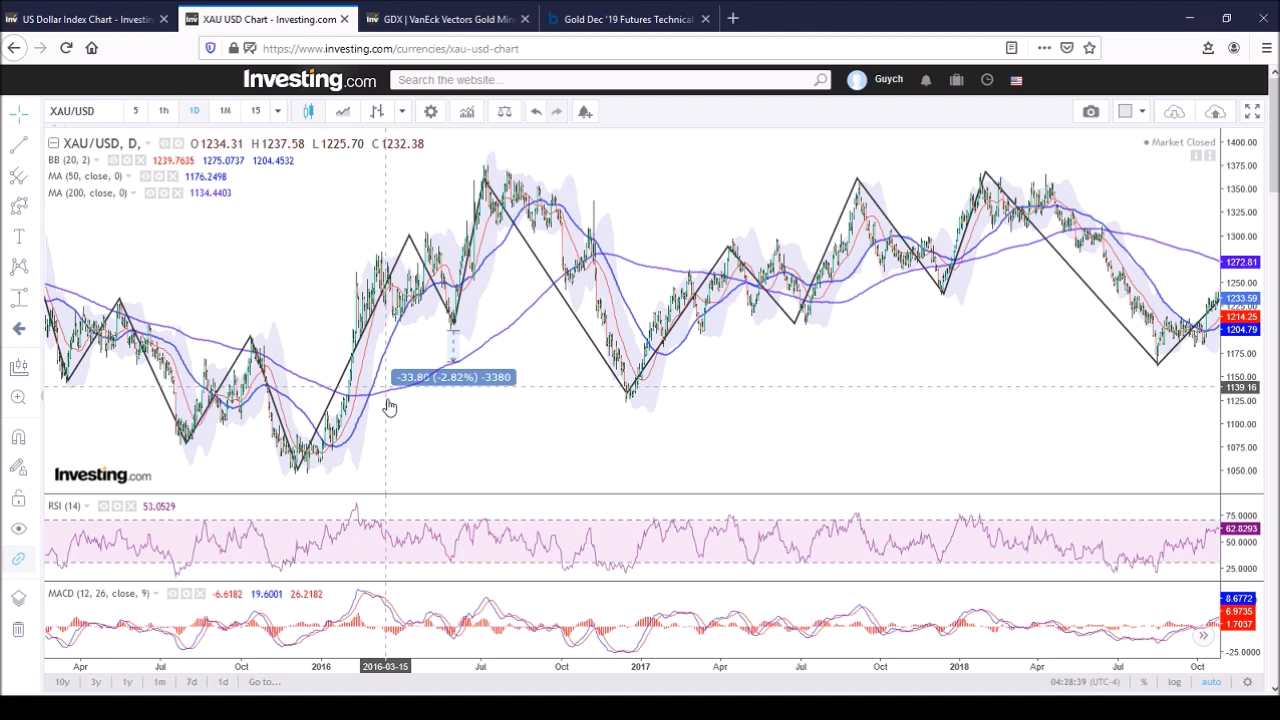 US Dollar Index Chart - Investin
XAU USD Chart - Investing.com
GDX | VanEck Vectors Gold Min
Gold Dec '19 Futures Technical
https://www.investing.com/currencies/xau-usd-chart
Investing.com
Search the website...
Guych
XAU/USD 5 1h 1D 1M 15
XAU/USD, D, O1234.31 H1237.58 L1225.70 C1232.38
Market Closed
BB (20, 2) 1239.7635 1275.0737 1204.4532
MA (50, close, 0) 1176.2498
MA (200, close, 0) 1134.4403
1400.00
1375.00
1350.00
1325.00
1300.00
1272.81
1250.00
1233.59
1225.00
1214.25
1204.79
1175.00
1150.00
1139.16
1125.00
1100.00
1075.00
1050.00
-33.80 (-2.82%) -3380
Investing.com
RSI (14) 53.0529
75.0000
62.8293
50.0000
25.0000
MACD (12, 26, close, 9) -6.6182 19.6001 26.2182
8.6772
6.9735
1.7037
-25.0000
Apr Jul Oct 2016 2016-03-15 Jul Oct 2017 Apr Jul Oct 2018 Apr Jul Oct
10y 3y 1y 1m 7d 1d Go to... 04:28:39 (UTC-4) % log auto